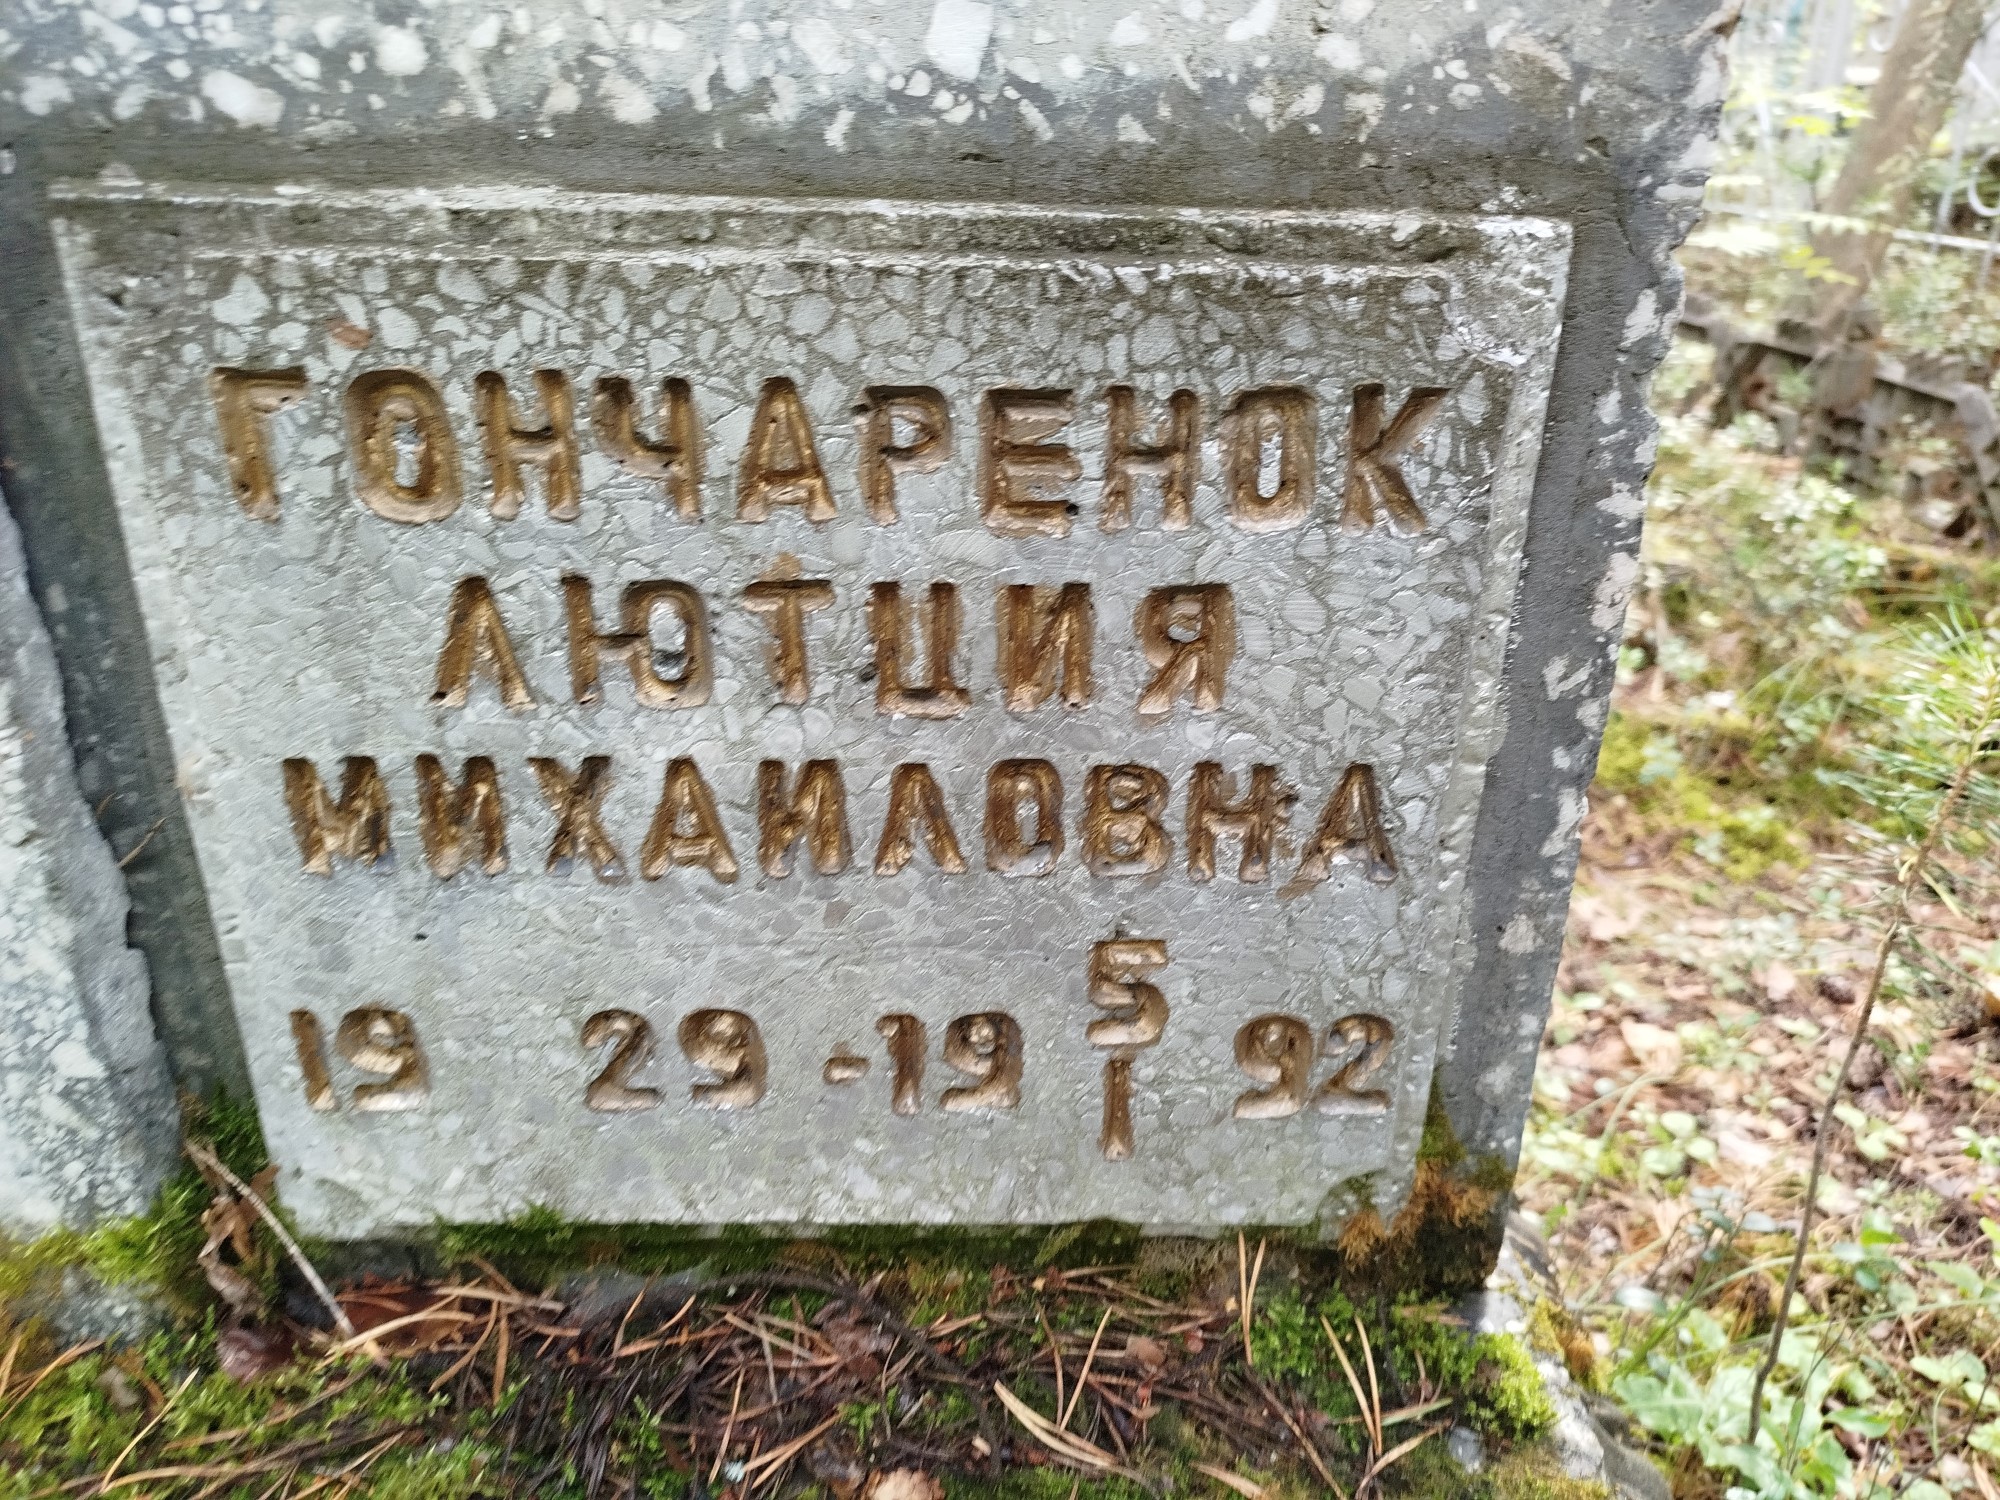 ГОНЧАРЕНОК
ЛЮТЦИЯ
МИХАИЛОВНА
19 29 - 19 5/I 92